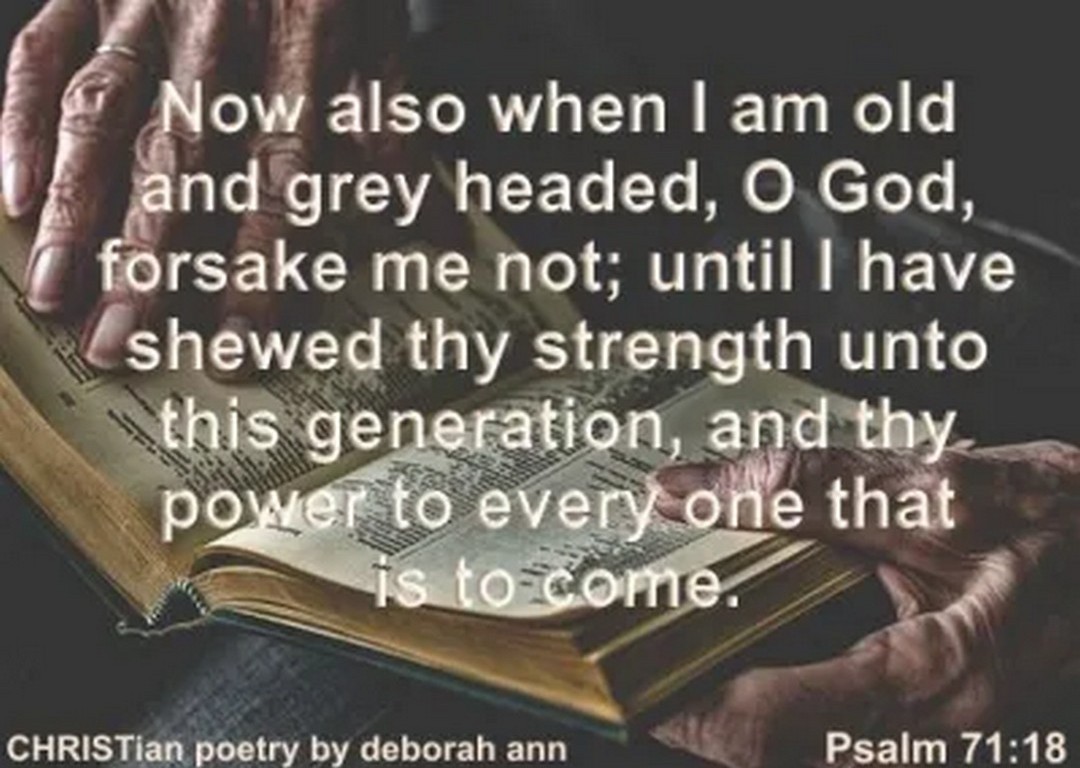 Now also when I am old
and grey headed, O God,
forsake me not; until I have
shewed thy strength unto
this generation, and thy
power to every one that
is to come.
CHRISTian poetry by deborah ann
Psalm 71:18